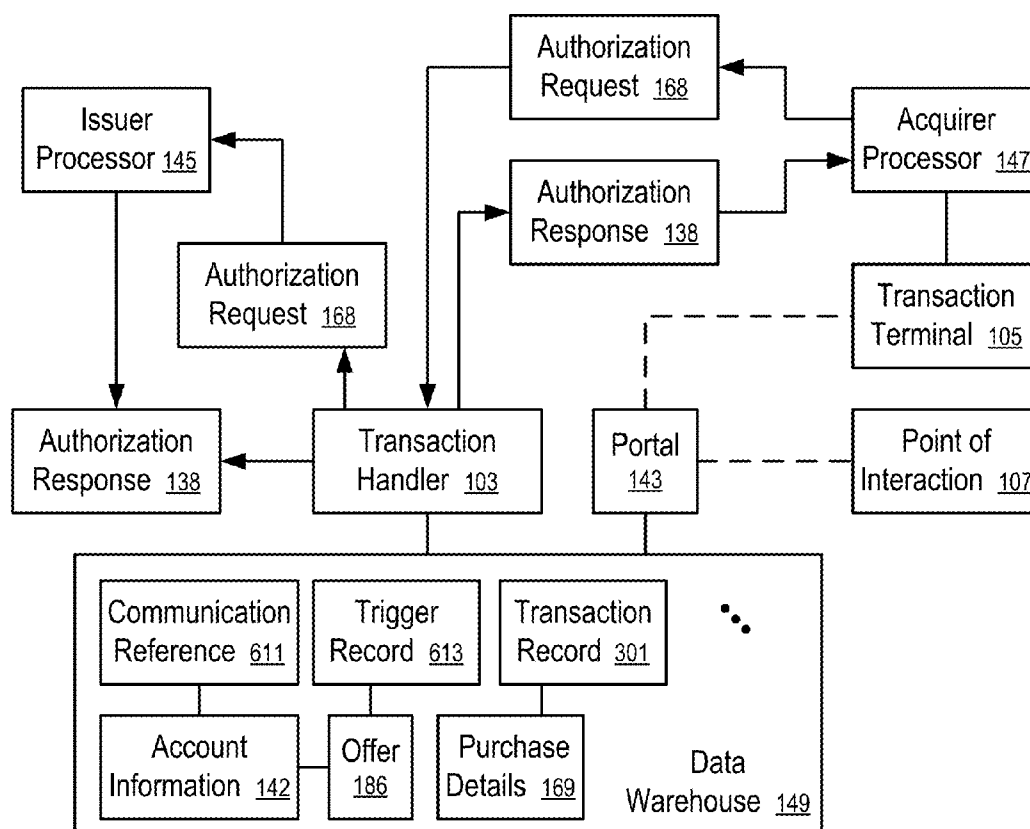 Authorization
Request 168
Issuer
Processor 145
Acquirer
Processor 147
Authorization
Response 138
Authorization
Request 168
Transaction
Terminal 105
Authorization
Response 138
Transaction
Handler 103
Portal
143
Point of
Interaction 107
Communication
Reference 611
Trigger
Record 613
Transaction
Record 301
Account
Information 142
Offer
186
Purchase
Details 169
Data
Warehouse 149